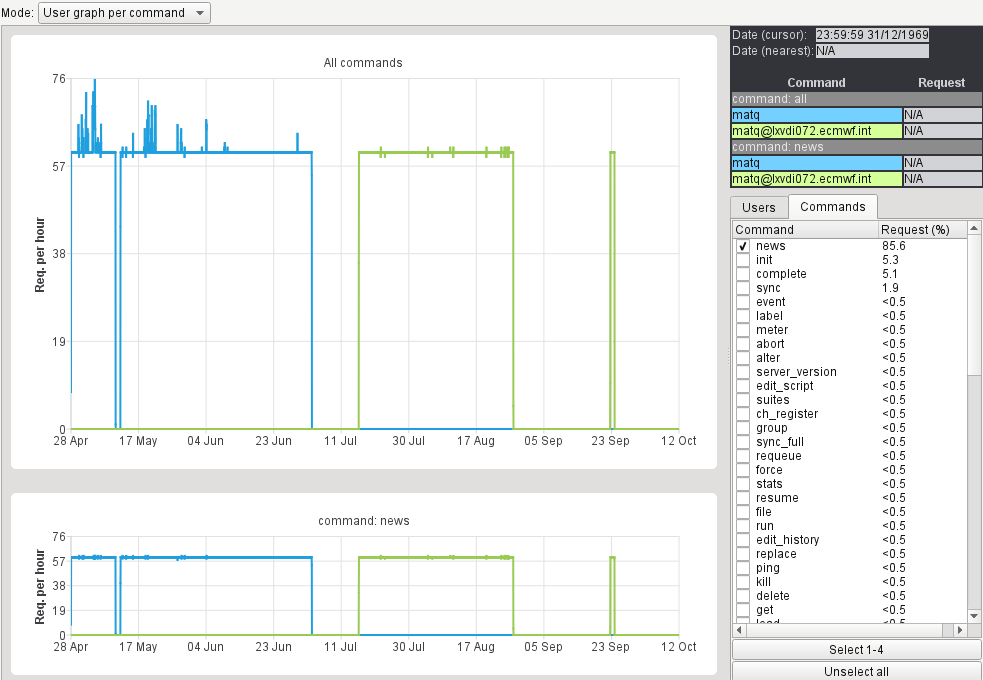 Mode: User graph per command
All commands
Req. per hour
76
57
38
19
0
28 Apr 17 May 04 Jun 23 Jun 11 Jul 30 Jul 17 Aug 05 Sep 23 Sep 12 Oct
command: news
Req. per hour
76
57
38
19
0
28 Apr 17 May 04 Jun 23 Jun 11 Jul 30 Jul 17 Aug 05 Sep 23 Sep 12 Oct
Date (cursor): 23:59:59 31/12/1969
Date (nearest): N/A
Command Request
command: all
matq N/A
matq@lxvdi072.ecmwf.int N/A
command: news
matq N/A
matq@lxvdi072.ecmwf.int N/A
Users Commands
Command Request (%)
news 85.6
init 5.3
complete 5.1
sync 1.9
event <0.5
label <0.5
meter <0.5
abort <0.5
alter <0.5
server_version <0.5
edit_script <0.5
suites <0.5
ch_register <0.5
group <0.5
sync_full <0.5
requeue <0.5
force <0.5
stats <0.5
resume <0.5
file <0.5
run <0.5
edit_history <0.5
replace <0.5
ping <0.5
kill <0.5
delete <0.5
get <0.5
load <0.5
Select 1-4
Unselect all